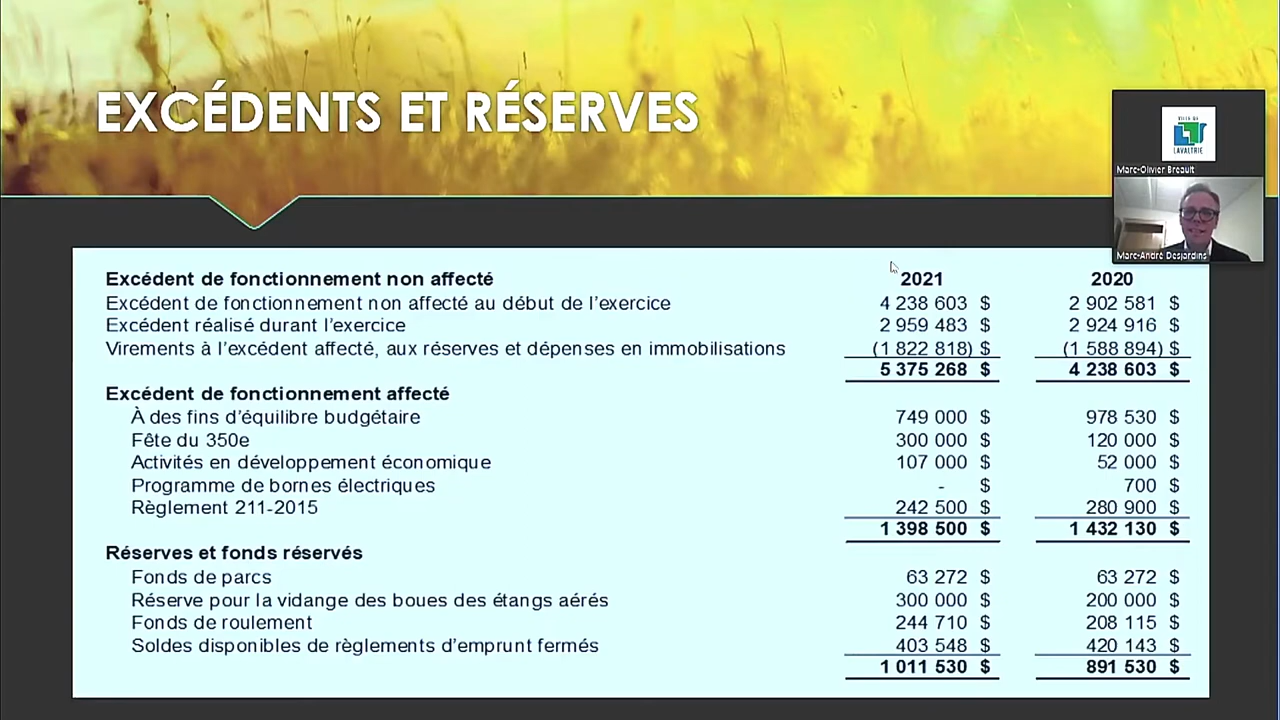 EXCÉDENTS ET RÉSERVES
VILLE DE
LAVALTRIE
Marc-Olivier Breault
Marc-André Desjardins
Excédent de fonctionnement non affecté 2021 2020
Excédent de fonctionnement non affecté au début de l'exercice 4 238 603 $ 2 902 581 $
Excédent réalisé durant l'exercice 2 959 483 $ 2 924 916 $
Virements à l'excédent affecté, aux réserves et dépenses en immobilisations (1 822 818) $ (1 588 894) $
5 375 268 $ 4 238 603 $
Excédent de fonctionnement affecté
À des fins d'équilibre budgétaire 749 000 $ 978 530 $
Fête du 350e 300 000 $ 120 000 $
Activités en développement économique 107 000 $ 52 000 $
Programme de bornes électriques - $ 700 $
Règlement 211-2015 242 500 $ 280 900 $
1 398 500 $ 1 432 130 $
Réserves et fonds réservés
Fonds de parcs 63 272 $ 63 272 $
Réserve pour la vidange des boues des étangs aérés 300 000 $ 200 000 $
Fonds de roulement 244 710 $ 208 115 $
Soldes disponibles de règlements d'emprunt fermés 403 548 $ 420 143 $
1 011 530 $ 891 530 $